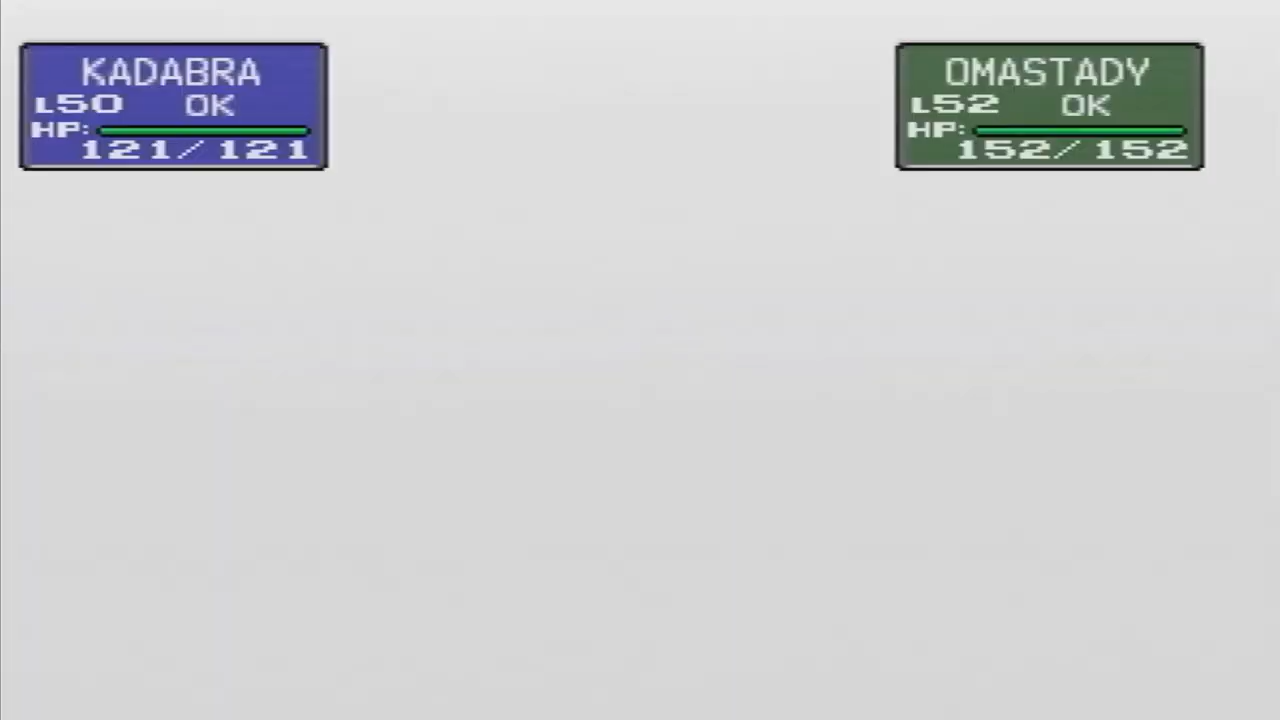 KADABRA
L50 OK
HP:
121/121
OMASTADY
L52 OK
HP:
152/152